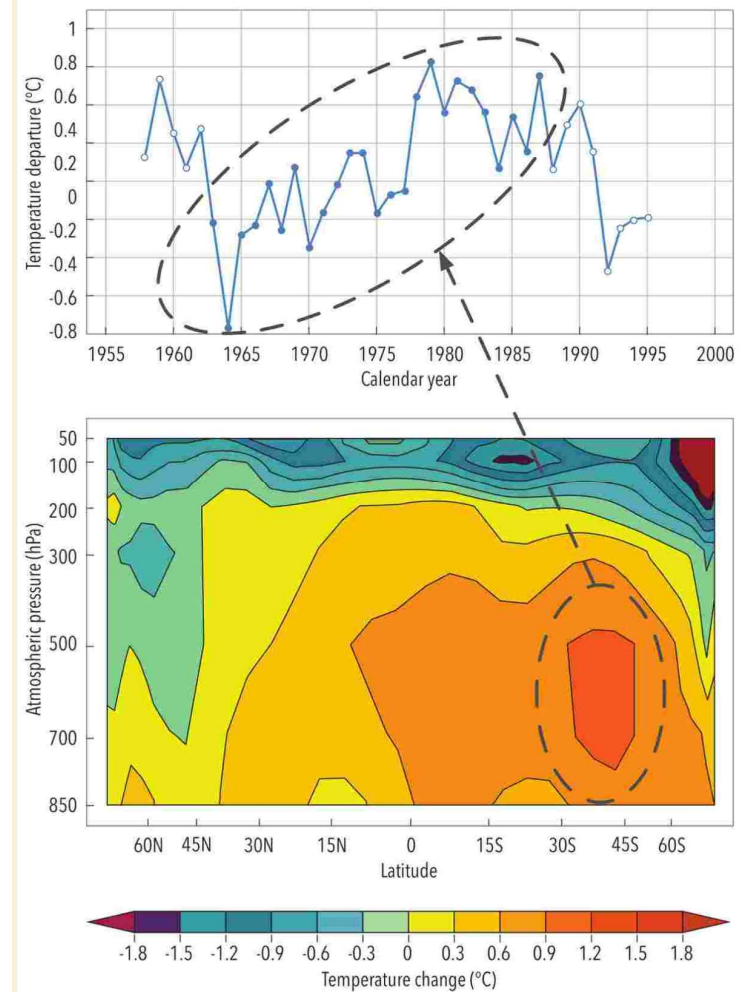 1
0.8
0.6
0.4
0.2
0
-0.2
-0.4
-0.6
-0.8
Temperature departure (°C)
1955 1960 1965 1970 1975 1980 1985 1990 1995 2000
Calendar year
50
100
200
300
500
700
850
Atmospheric pressure (hPa)
60N 45N 30N 15N 0 15S 30S 45S 60S
Latitude
-1.8 -1.5 -1.2 -0.9 -0.6 -0.3 0 0.3 0.6 0.9 1.2 1.5 1.8
Temperature change (°C)